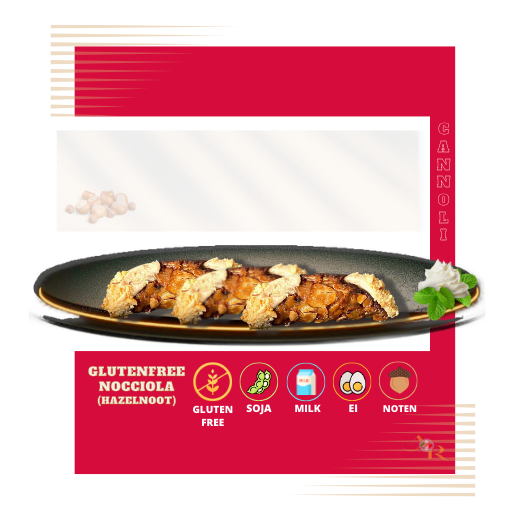 CANNOLI
GLUTENFREE
NOCCIOLA
(HAZELNOOT)
GLUTEN
FREE
SOJA
MILK
EI
NOTEN